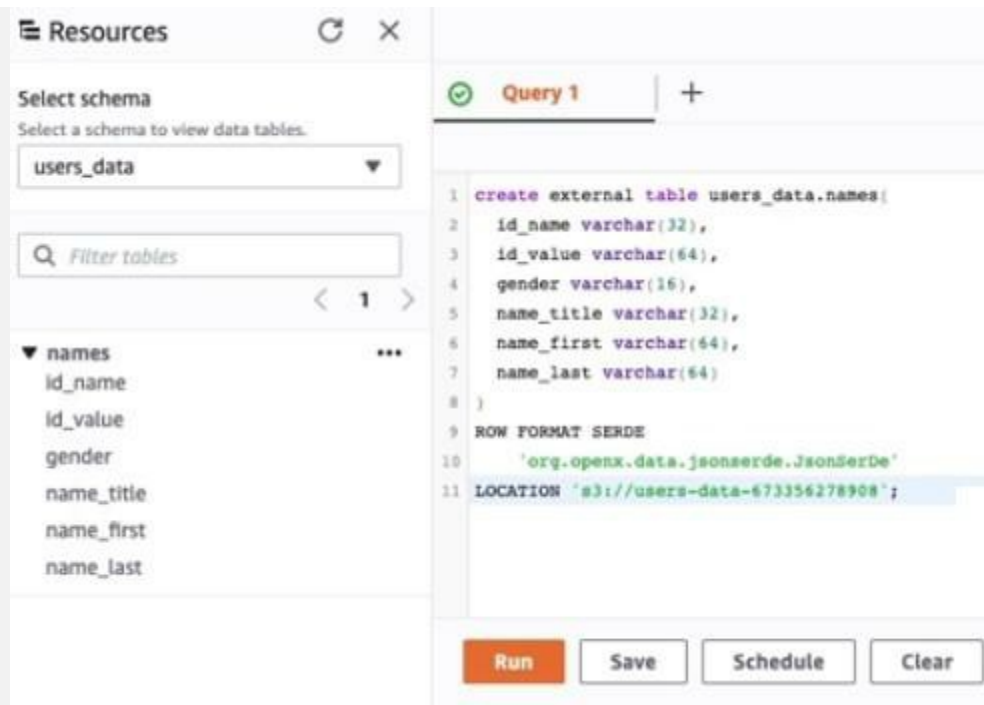 Resources
Select schema
Select a schema to view data tables.
users_data
Filter tables
1
names
id_name
id_value
gender
name_title
name_first
name_last
Query 1
1 create external table users_data.names(
2 id_name varchar(32),
3 id_value varchar(64),
4 gender varchar(16),
5 name_title varchar(32),
6 name_first varchar(64),
7 name_last varchar(64)
8 )
9 ROW FORMAT SERDE
10 'org.openx.data.jsonserde.JsonSerDe'
11 LOCATION 's3://users-data-673356278908';
Run Save Schedule Clear